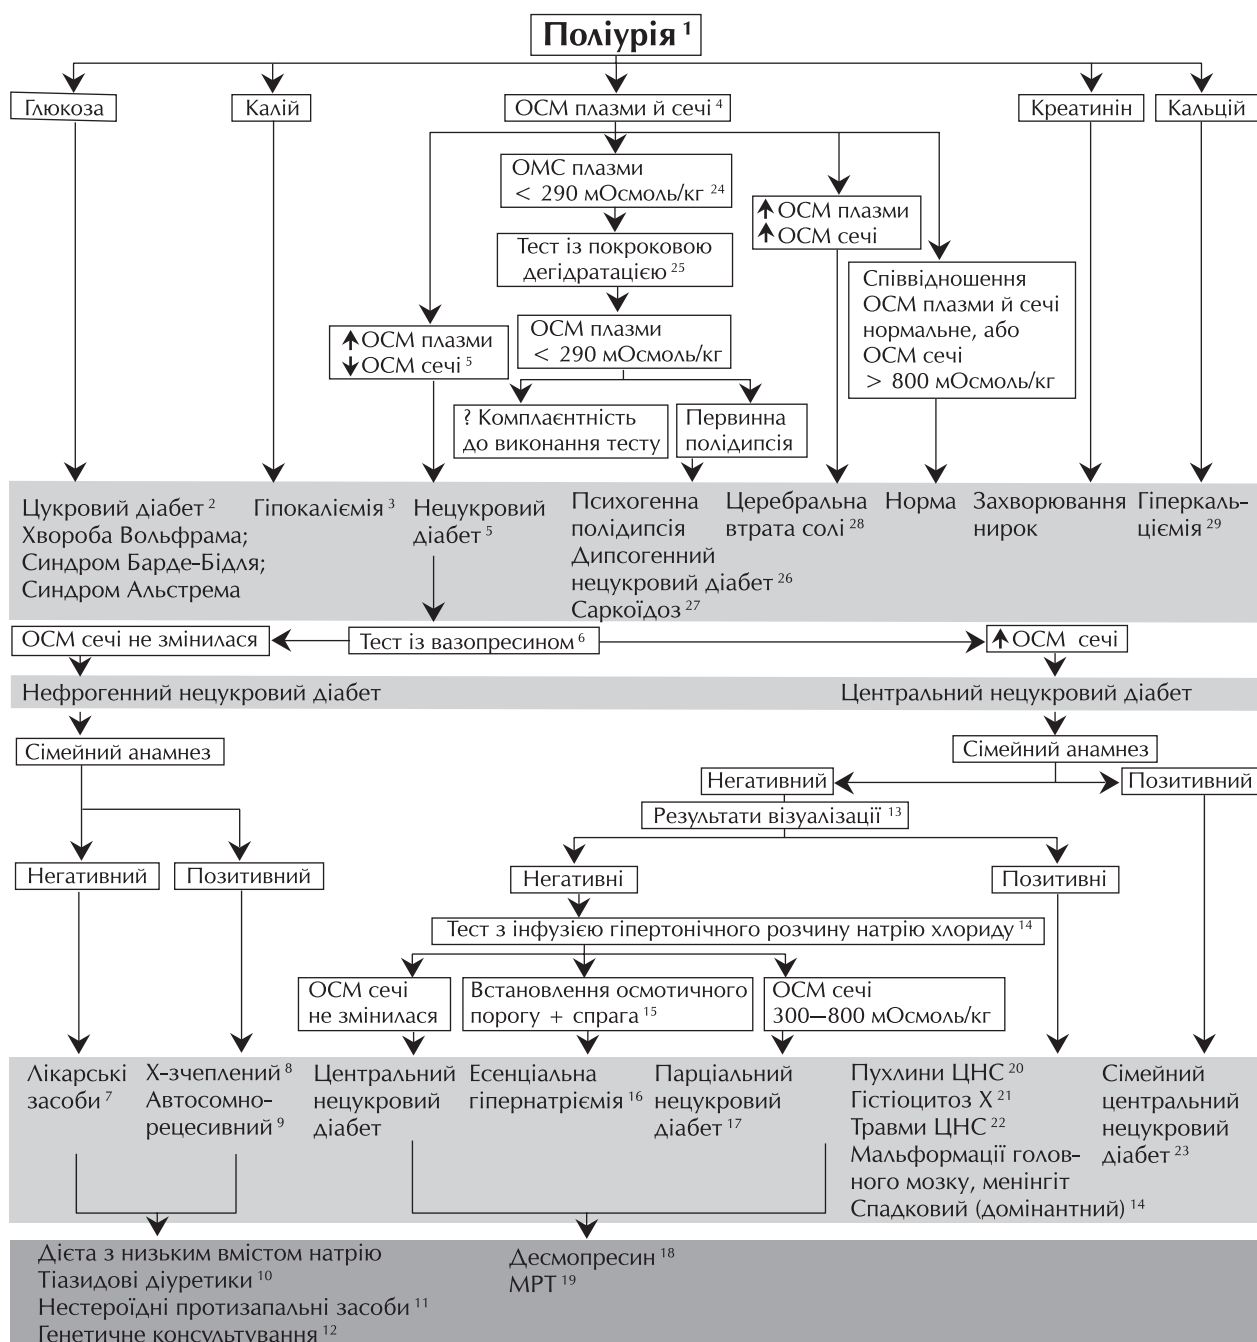 Поліурія 1
Глюкоза
Калій
ОСМ плазми й сечі 4
Креатинін
Кальцій
ОМС плазми
< 290 мОсмоль/кг 24
↑ОСМ плазми
↑ОСМ сечі
Тест із покроковою
дегідратацією 25
Співвідношення
ОСМ плазми й сечі
нормальне, або
ОСМ сечі
> 800 мОсмоль/кг
↑ОСМ плазми
↓ОСМ сечі 5
ОСМ плазми
< 290 мОсмоль/кг
? Комплаєнтність
до виконання тесту
Первинна
полідипсія
Цукровий діабет 2
Хвороба Вольфрама;
Синдром Барде-Бідля;
Синдром Альстрема
Гіпокаліємія 3
Нецукровий
діабет 5
Психогенна
полідипсія
Дипсогенний
нецукровий діабет 26
Саркоїдоз 27
Церебральна
втрата солі 28
Норма
Захворювання
нирок
Гіперкаль-
ціємія 29
ОСМ сечі не змінилася
Тест із вазопресином 6
↑ОСМ сечі
Нефрогенний нецукровий діабет
Центральний нецукровий діабет
Сімейний анамнез
Сімейний анамнез
Негативний
Позитивний
Результати візуалізації 13
Негативний
Позитивний
Негативні
Позитивні
Тест з інфузією гіпертонічного розчину натрію хлориду 14
ОСМ сечі
не змінилася
Встановлення осмотичного
порогу + спрага 15
ОСМ сечі
300–800 мОсмоль/кг
Лікарські
засоби 7
Х-зчеплений 8
Автосомно-
рецесивний 9
Центральний
нецукровий
діабет
Есенціальна
гіпернатріємія 16
Парціальний
нецукровий
діабет 17
Пухлини ЦНС 20
Гістіоцитоз Х 21
Травми ЦНС 22
Мальформації голов-
ного мозку, менінгіт
Спадковий (домінантний) 14
Сімейний
центральний
нецукровий
діабет 23
Дієта з низьким вмістом натрію
Тіазидові діуретики 10
Нестероїдні протизапальні засоби 11
Генетичне консультування 12
Десмопресин 18
МРТ 19